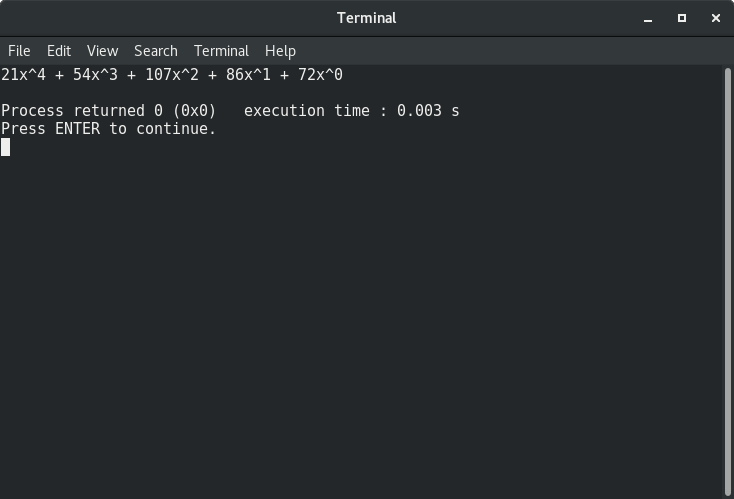 Terminal
File Edit View Search Terminal Help
21x^4 + 54x^3 + 107x^2 + 86x^1 + 72x^0
Process returned 0 (0x0)   execution time : 0.003 s
Press ENTER to continue.